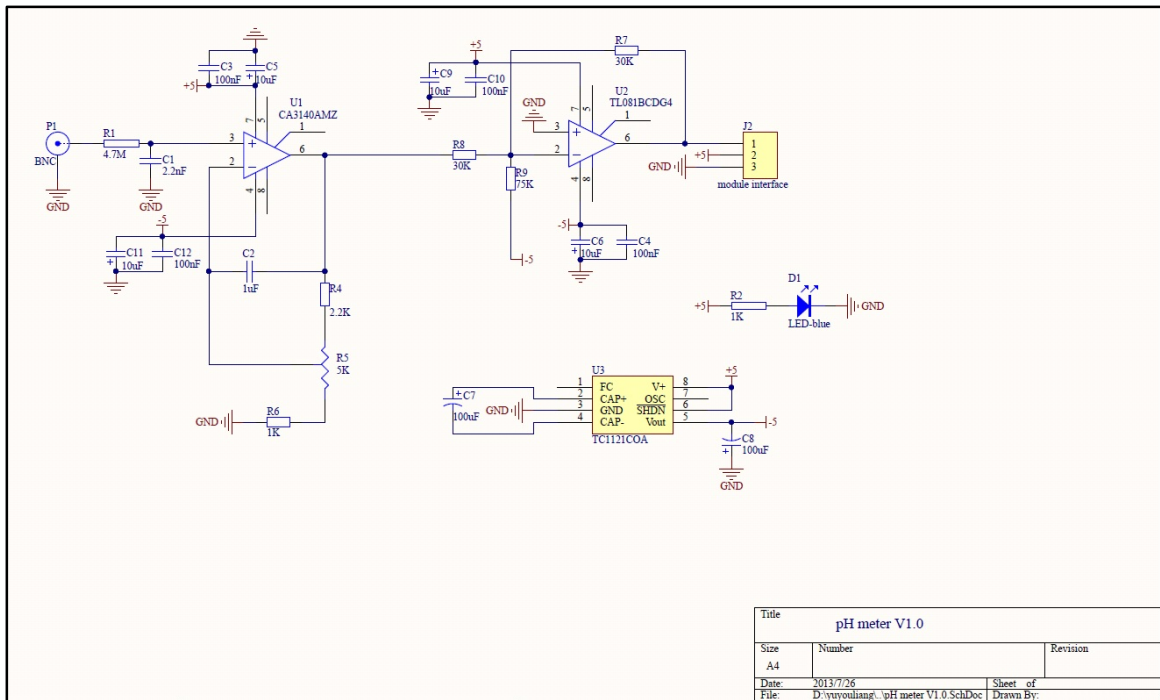 P1
BNC
GND
R1
4.7M
C1
2.2nF
GND
+5
C3
100nF
C5
+
10uF
7
5
U1
CA3140AMZ
1
3
+
2
-
6
4
8
-5
C11
+
10uF
C12
100nF
C2
1uF
R4
2.2K
R5
5K
GND
R6
1K
+5
+
C9
10uF
C10
100nF
R7
30K
GND
7
5
U2
TL081BCDG4
1
3
+
2
-
6
4
8
R8
30K
R9
75K
-5
-5
C6
+
10uF
C4
100nF
J2
1
+5
2
GND
3
module interface
+5
R2
1K
D1
LED-blue
GND
+
C7
100uF
GND
U3
1
FC
V+
8
2
CAP+
OSC
7
3
GND
SHDN
6
4
CAP-
Vout
5
TC1121COA
+5
-5
C8
+
100uF
GND
Title
pH meter V1.0
Size
Number
Revision
A4
Date:
2013/7/26
Sheet of
File:
D:\yuyouliang\..\pH meter V1.0.SchDoc
Drawn By: